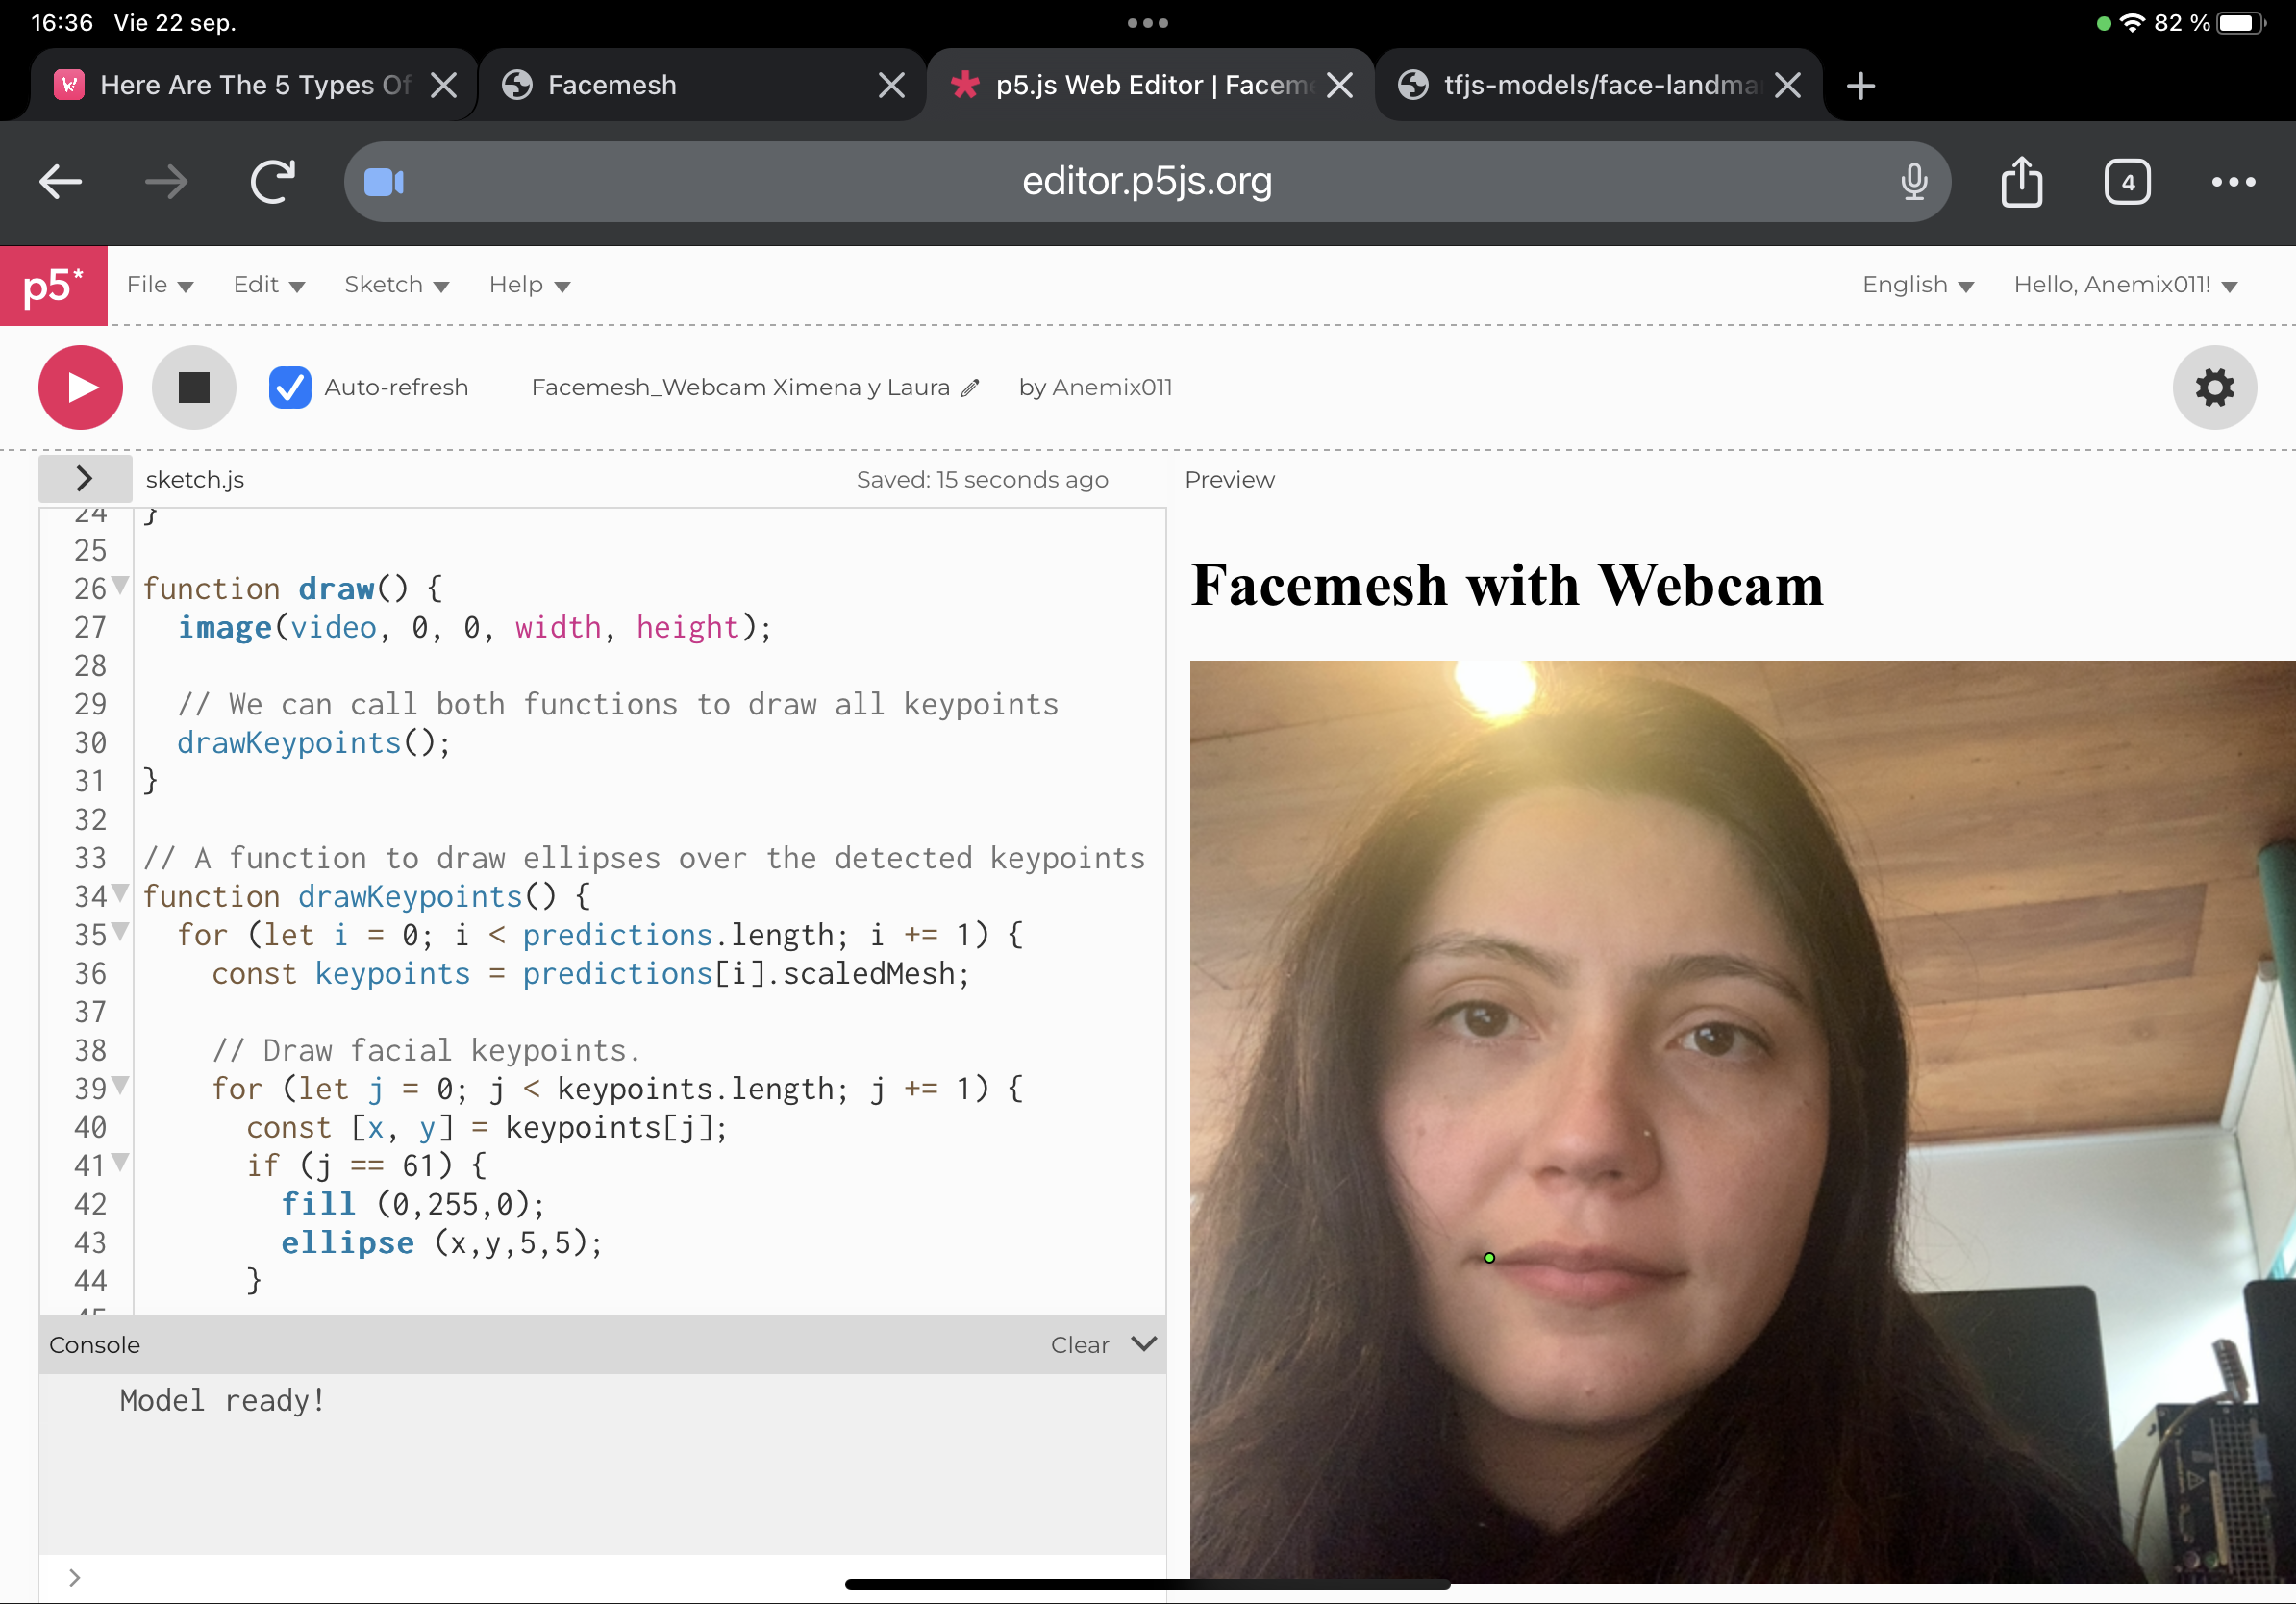 16:36 Vie 22 sep.
82 %
Here Are The 5 Types Of
Facemesh
p5.js Web Editor | Faceme
tfjs-models/face-landma
editor.p5js.org
4
p5*
File
Edit
Sketch
Help
English
Hello, Anemix011!
Auto-refresh
Facemesh_Webcam Ximena y Laura
by Anemix011
sketch.js
Saved: 15 seconds ago
Preview
24 }
25
26 function draw() {
27 image(video, 0, 0, width, height);
28
29 // We can call both functions to draw all keypoints
30 drawKeypoints();
31 }
32
33 // A function to draw ellipses over the detected keypoints
34 function drawKeypoints() {
35 for (let i = 0; i < predictions.length; i += 1) {
36 const keypoints = predictions[i].scaledMesh;
37
38 // Draw facial keypoints.
39 for (let j = 0; j < keypoints.length; j += 1) {
40 const [x, y] = keypoints[j];
41 if (j == 61) {
42 fill (0,255,0);
43 ellipse (x,y,5,5);
44 }
45
Console
Clear
Model ready!
Facemesh with Webcam